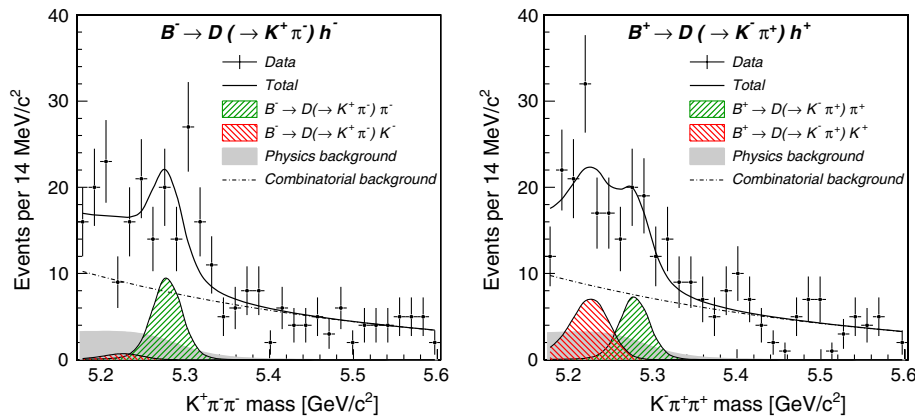 B⁻ → D (→ K⁺ π⁻) h⁻
Data
Total
B⁻ → D(→ K⁺ π⁻) π⁻
B⁻ → D(→ K⁺ π⁻) K⁻
Physics background
Combinatorial background
Events per 14 MeV/c²
40
30
20
10
0
5.2 5.3 5.4 5.5 5.6
K⁺π⁻π⁻ mass [GeV/c²]
B⁺ → D (→ K⁻ π⁺) h⁺
Data
Total
B⁺ → D(→ K⁻ π⁺) π⁺
B⁺ → D(→ K⁻ π⁺) K⁺
Physics background
Combinatorial background
Events per 14 MeV/c²
40
30
20
10
0
5.2 5.3 5.4 5.5 5.6
K⁻π⁺π⁺ mass [GeV/c²]